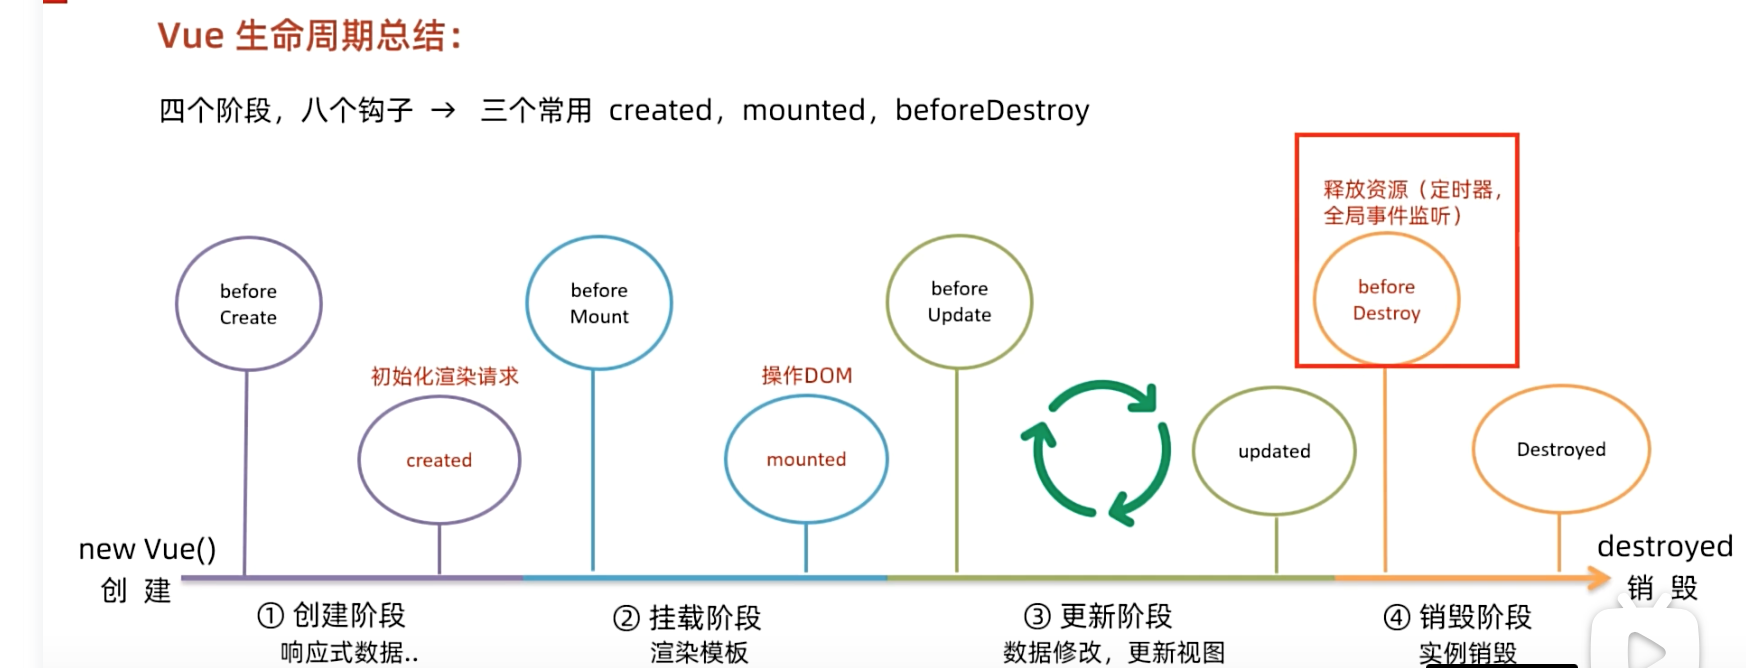 Vue 生命周期总结：
四个阶段，八个钩子 → 三个常用 created，mounted，beforeDestroy
释放资源（定时器，
全局事件监听）
before
Create
before
Mount
before
Update
before
Destroy
初始化渲染请求
created
操作DOM
mounted
updated
Destroyed
new Vue()
创 建
destroyed
销 毁
① 创建阶段
响应式数据..
② 挂载阶段
渲染模板
③ 更新阶段
数据修改，更新视图
④ 销毁阶段
实例销毁